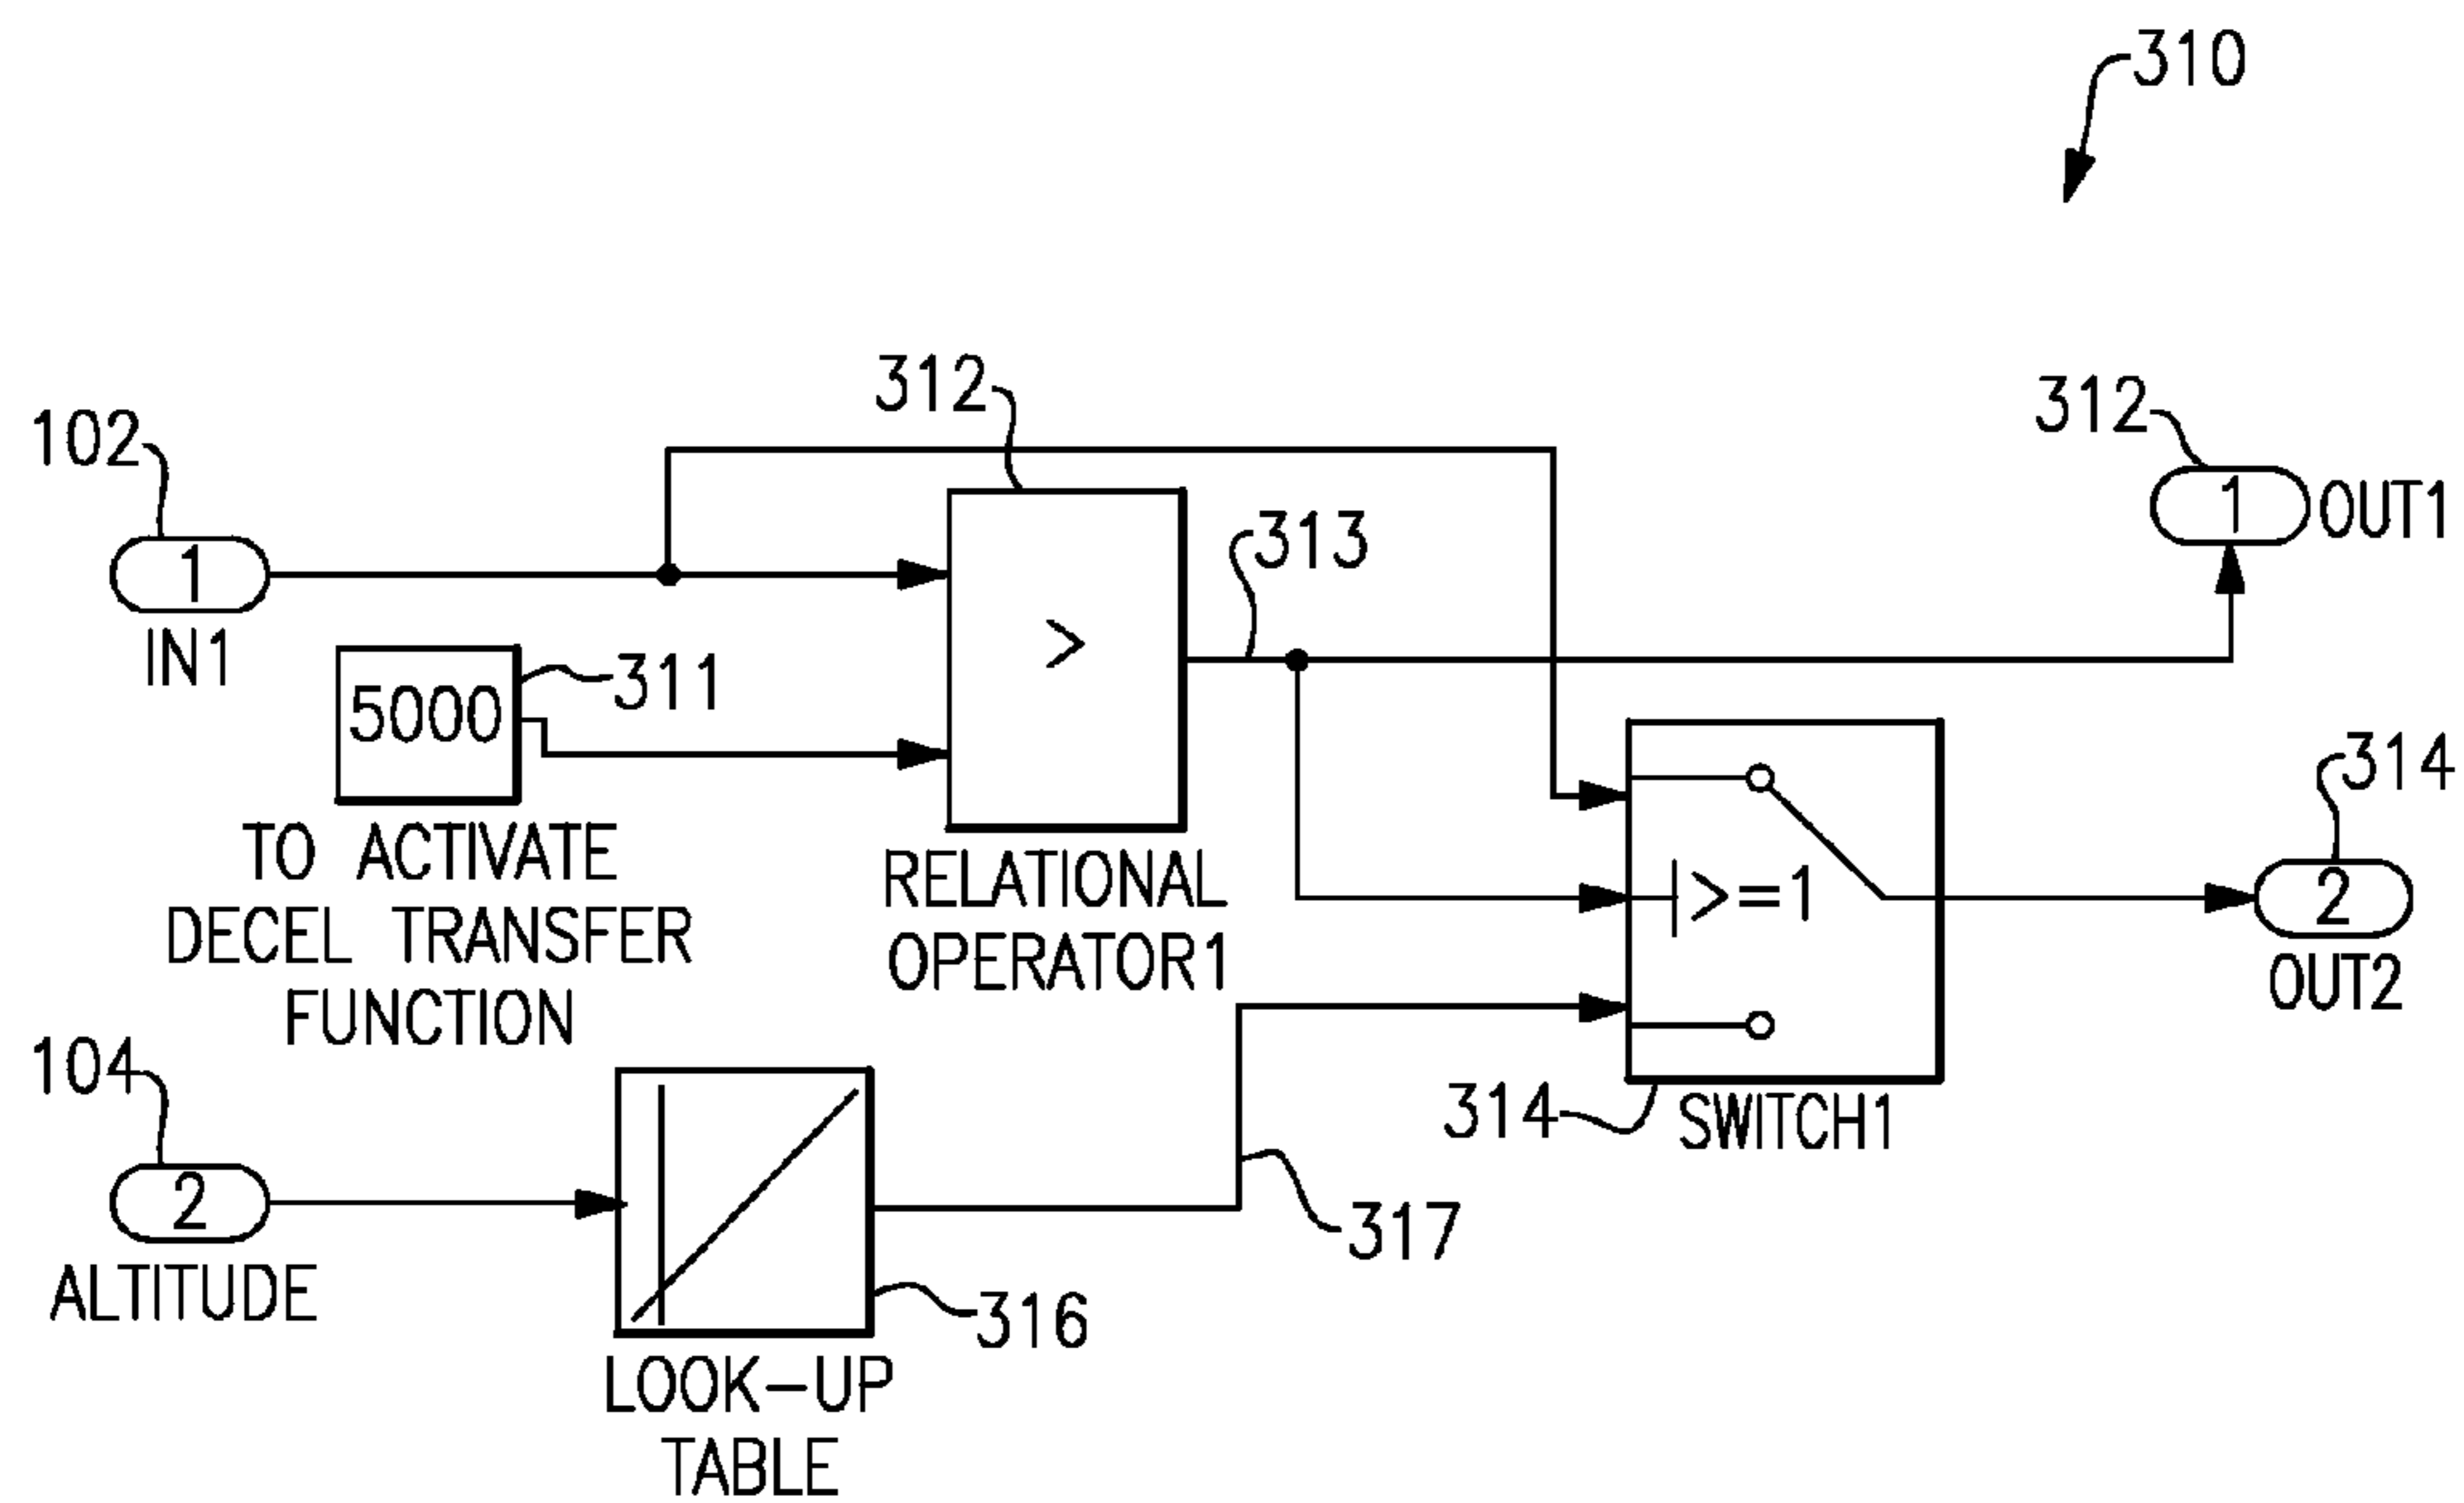 310
312
312
102
1
OUT1
313
1
IN1
311
>
5000
314
TO ACTIVATE
DECEL TRANSFER
FUNCTION
RELATIONAL
OPERATOR1
>=1
2
OUT2
104
314
SWITCH1
2
317
ALTITUDE
316
LOOK-UP
TABLE